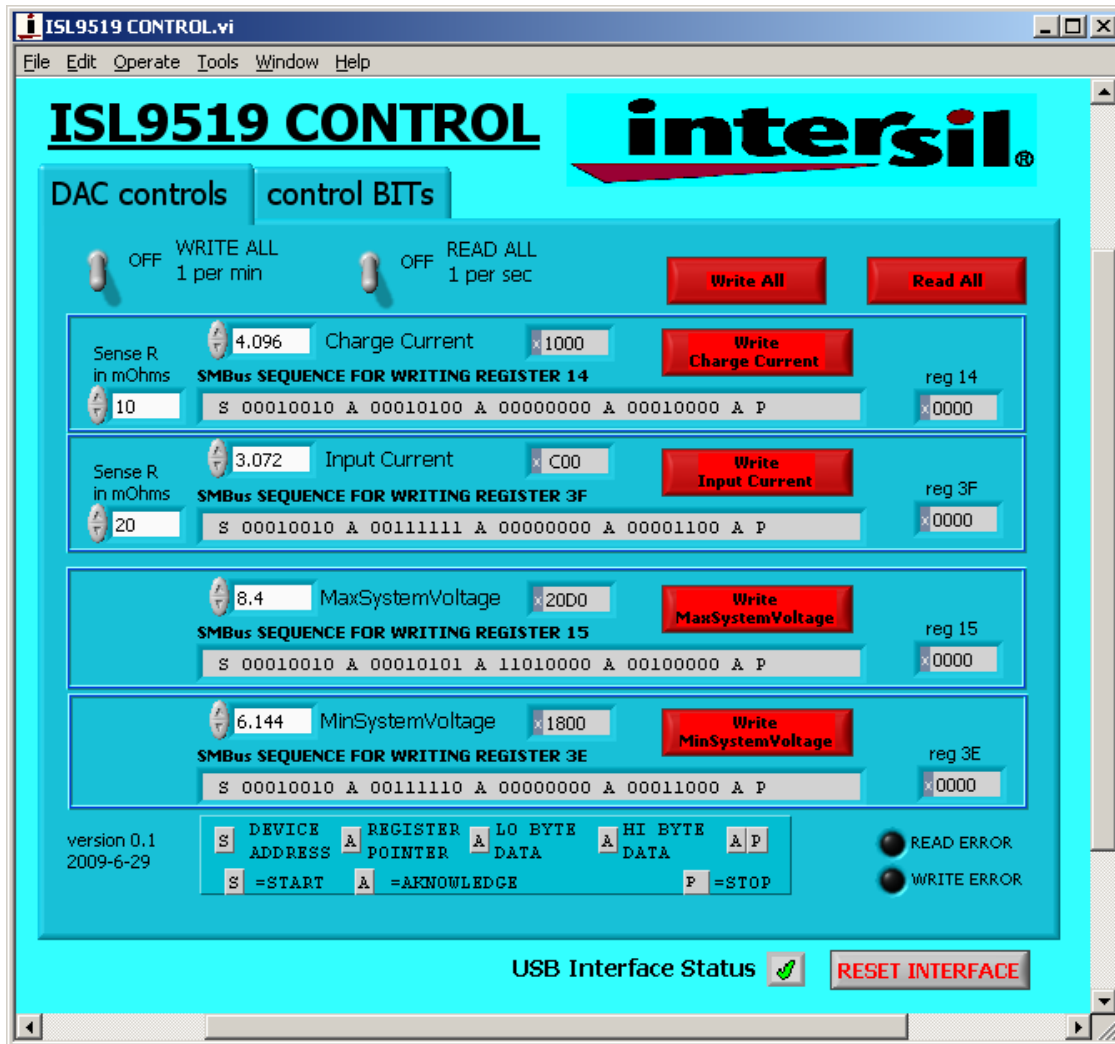 ISL9519 CONTROL.vi
File Edit Operate Tools Window Help
ISL9519 CONTROL
intersil®
DAC controls control BITs
OFF WRITE ALL 1 per min
OFF READ ALL 1 per sec
Write All
Read All
Sense R
in mOhms
10
4.096 Charge Current x1000
Write
Charge Current
SMBus SEQUENCE FOR WRITING REGISTER 14
S 00010010 A 00010100 A 00000000 A 00010000 A P
reg 14
x0000
Sense R
in mOhms
20
3.072 Input Current x C00
Write
Input Current
SMBus SEQUENCE FOR WRITING REGISTER 3F
S 00010010 A 00111111 A 00000000 A 00001100 A P
reg 3F
x0000
8.4 MaxSystemVoltage x20D0
Write
MaxSystemVoltage
SMBus SEQUENCE FOR WRITING REGISTER 15
S 00010010 A 00010101 A 11010000 A 00100000 A P
reg 15
x0000
6.144 MinSystemVoltage x1800
Write
MinSystemVoltage
SMBus SEQUENCE FOR WRITING REGISTER 3E
S 00010010 A 00111110 A 00000000 A 00011000 A P
reg 3E
x0000
version 0.1
2009-6-29
S DEVICE ADDRESS A REGISTER POINTER A LO BYTE DATA A HI BYTE DATA A P
S =START A =AKNOWLEDGE P =STOP
READ ERROR
WRITE ERROR
USB Interface Status
RESET INTERFACE